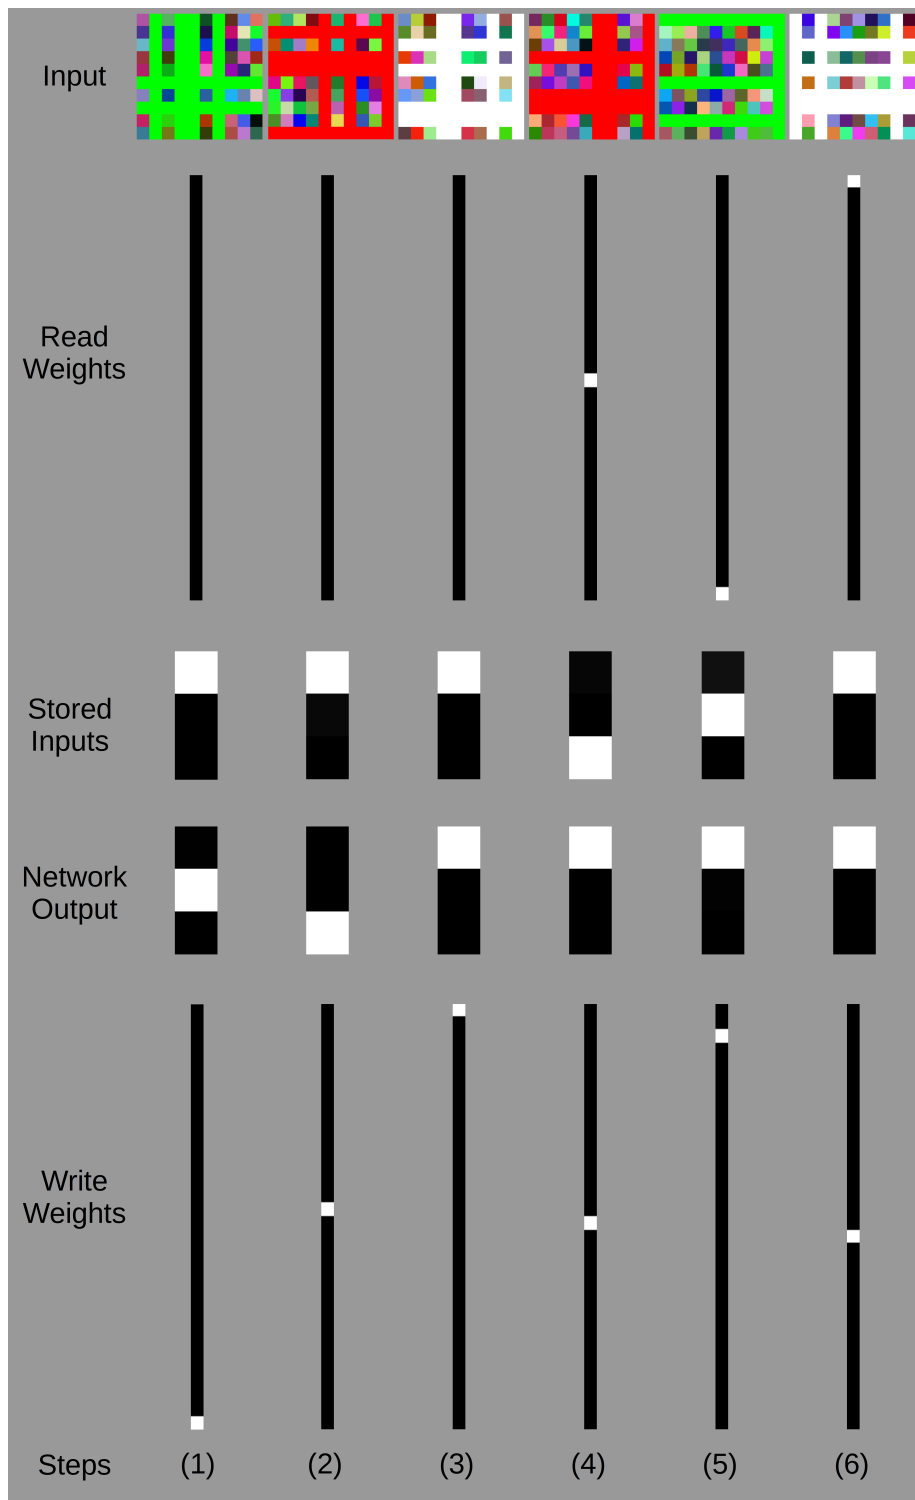 Input
Read
Weights
Stored
Inputs
Network
Output
Write
Weights
Steps (1) (2) (3) (4) (5) (6)